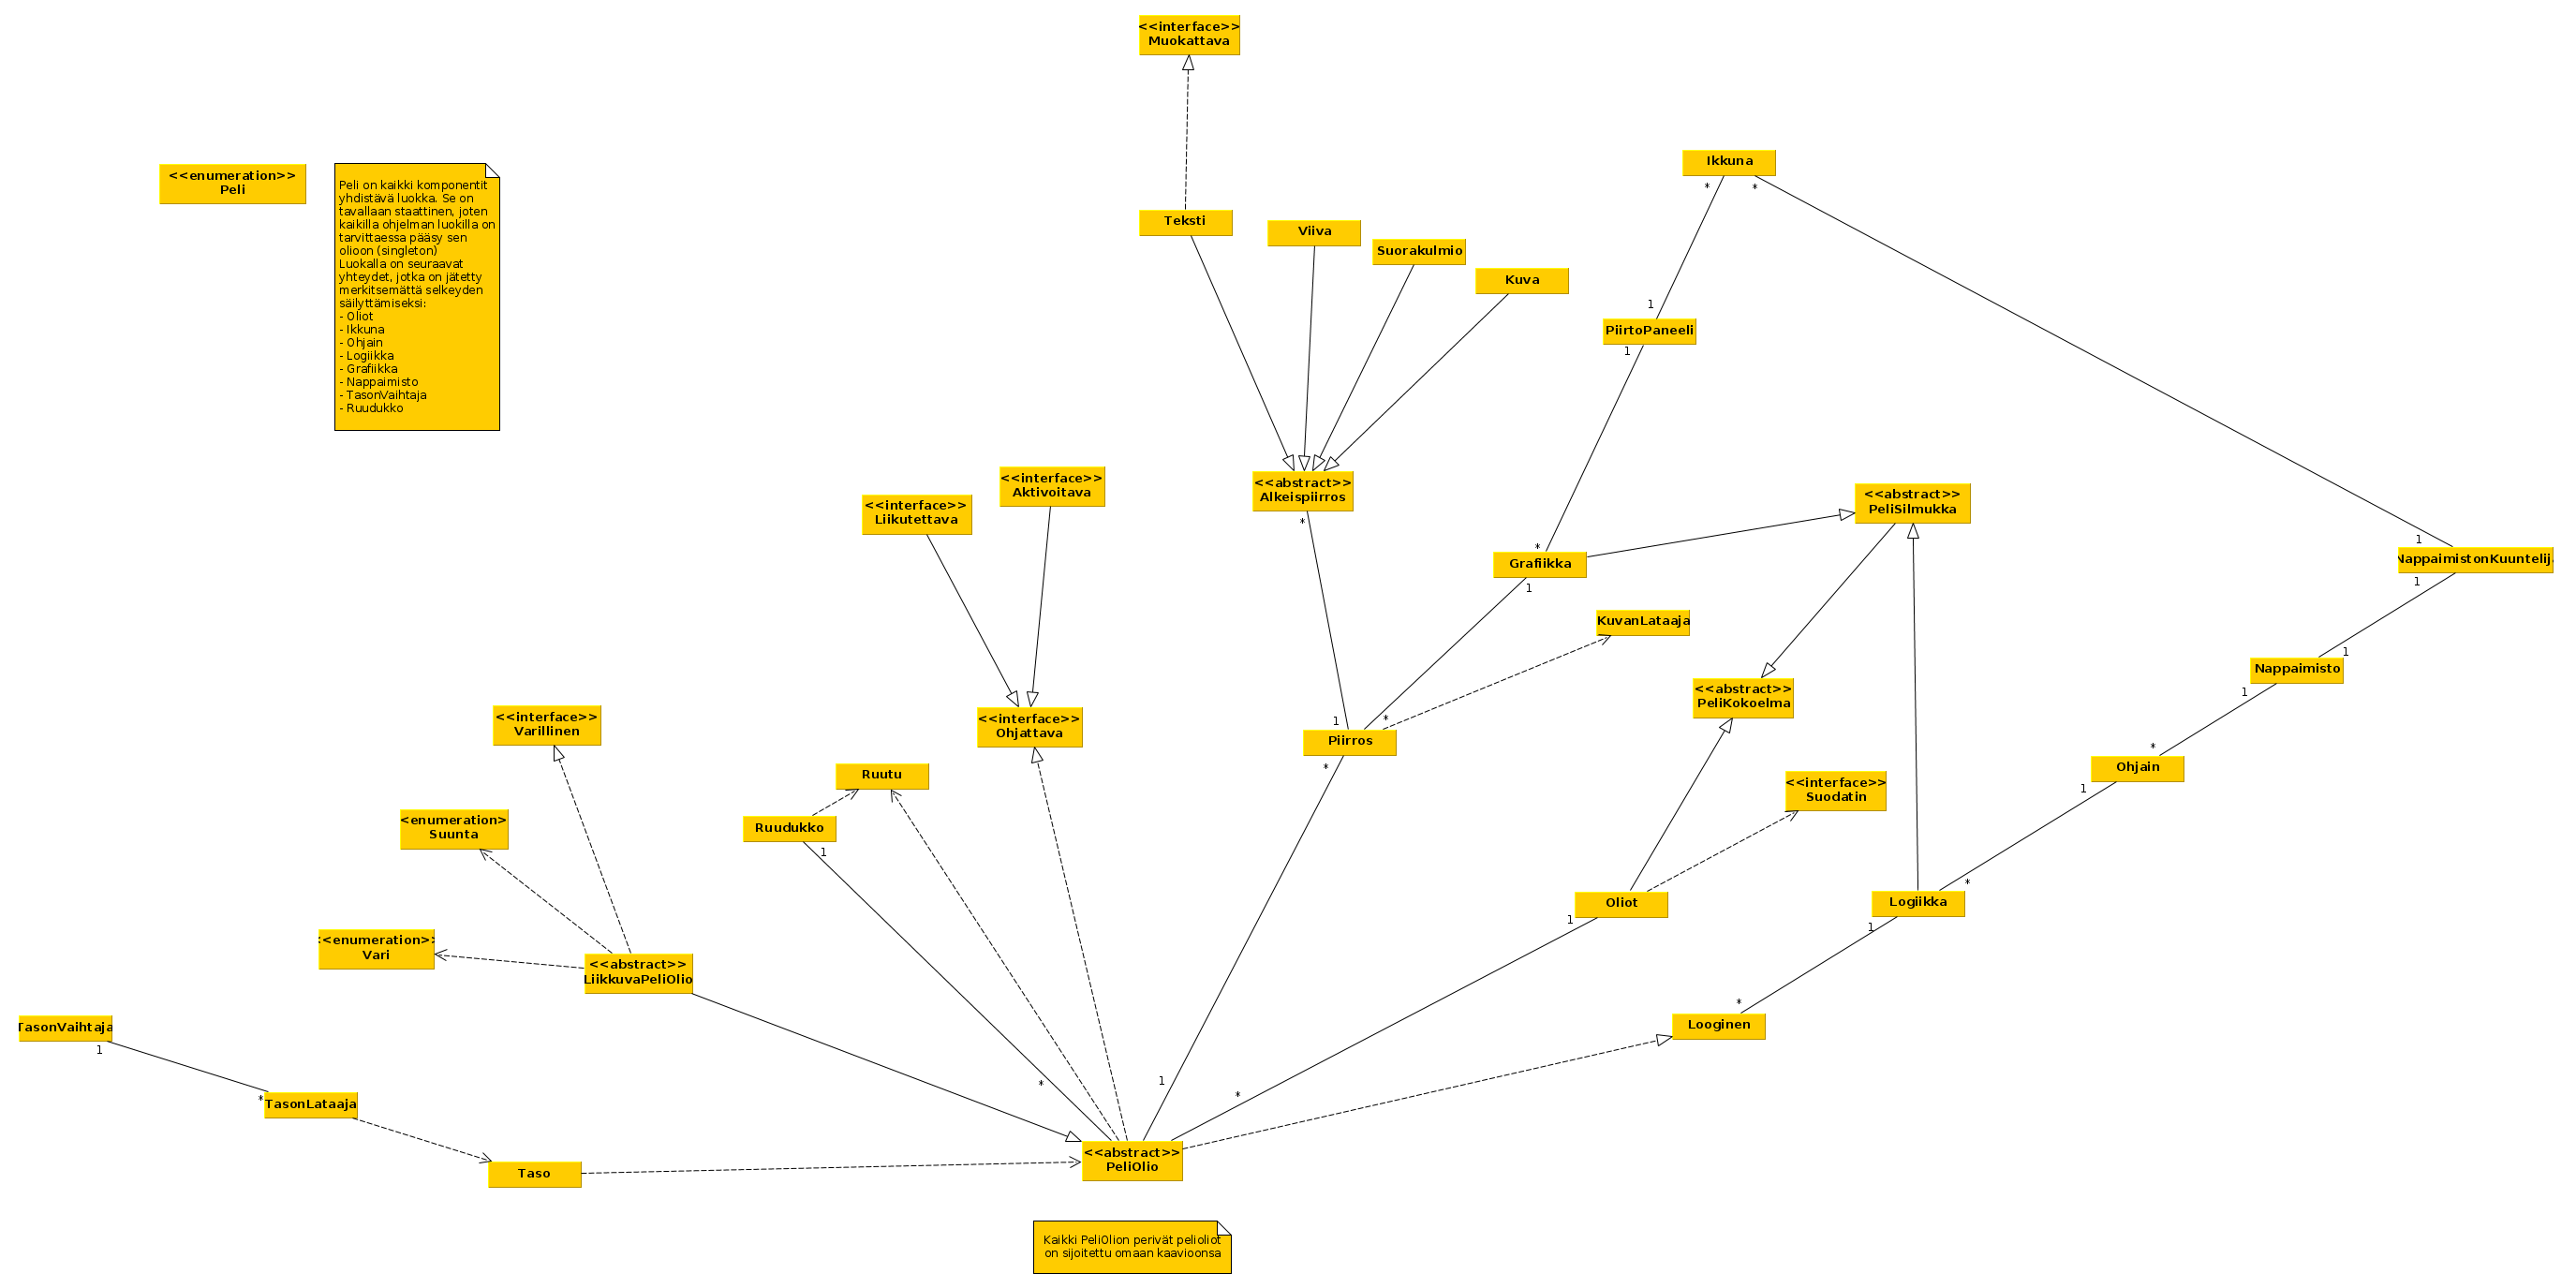 <<interface>>
Muokattava
Ikkuna
*
*
<<enumeration>>
Peli
Peli on kaikki komponentit
yhdistävä luokka. Se on
tavallaan staattinen, joten
kaikilla ohjelman luokilla on
tarvittaessa pääsy sen
olioon (singleton)
Luokalla on seuraavat
yhteydet, jotka on jätetty
merkitsemättä selkeyden
säilyttämiseksi:
- Oliot
- Ikkuna
- Ohjain
- Logiikka
- Grafiikka
- Nappaimisto
- TasonVaihtaja
- Ruudukko
Teksti
Viiva
Suorakulmio
Kuva
1
PiirtoPaneeli
1
<<interface>>
Aktivoitava
<<interface>>
Liikutettava
<<abstract>>
Alkeispiirros
*
<<abstract>>
PeliSilmukka
*
Grafiikka
1
1
NappaimistonKuuntelij
1
KuvanLataaja
1
Nappaimisto
1
<<abstract>>
PeliKokoelma
<<interface>>
Varillinen
<<interface>>
Ohjattava
1
*
Piirros
*
*
Ohjain
1
Ruutu
<<interface>>
Suodatin
<enumeration>
Suunta
Ruudukko
1
*
Oliot
1
Logiikka
1
<<enumeration>>
Vari
<<abstract>>
LiikkuvaPeliOlio
*
Looginen
TasonVaihtaja
1
*
TasonLataaja
*
1
*
<<abstract>>
PeliOlio
Taso
Kaikki PeliOlion perivät pelioliot
on sijoitettu omaan kaavioonsa